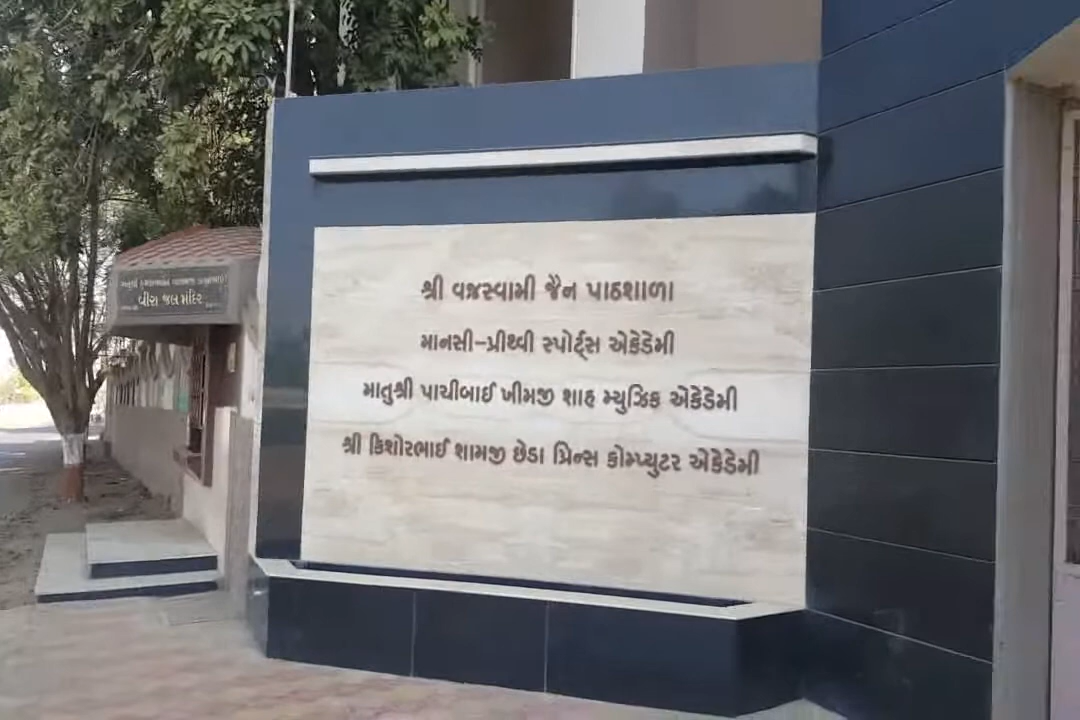 શ્રી વજ્રસ્વામી જૈન પાઠશાળા
માનસી-પ્રીથ્વી સ્પોર્ટ્સ એકેડેમી
માતુશ્રી પાચીબાઈ ખીમજી શાહ મ્યુઝિક એકેડેમી
શ્રી કિશોરભાઈ શામજી છેડા પ્રિન્સ કોમ્પ્યુટર એકેડેમી
વીરા જલ મંદિર